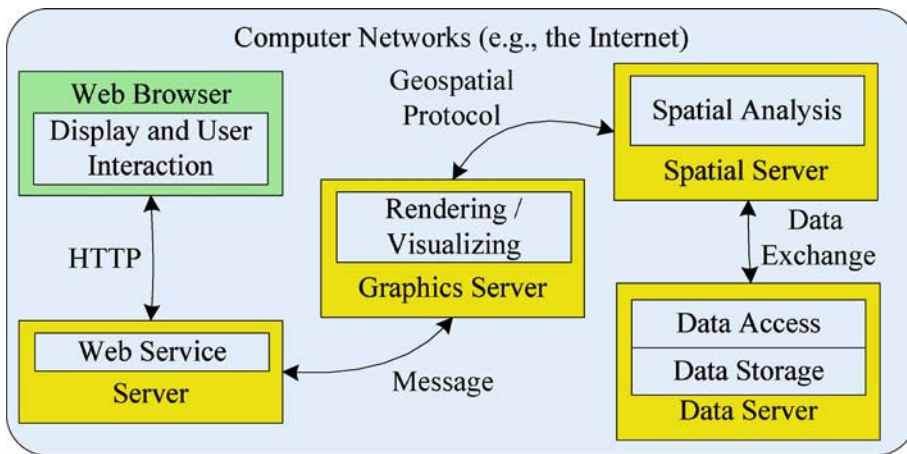 Computer Networks (e.g., the Internet)
Web Browser
Display and User
Interaction
HTTP
Web Service
Server
Geospatial
Protocol
Rendering /
Visualizing
Graphics Server
Message
Spatial Analysis
Spatial Server
Data
Exchange
Data Access
Data Storage
Data Server